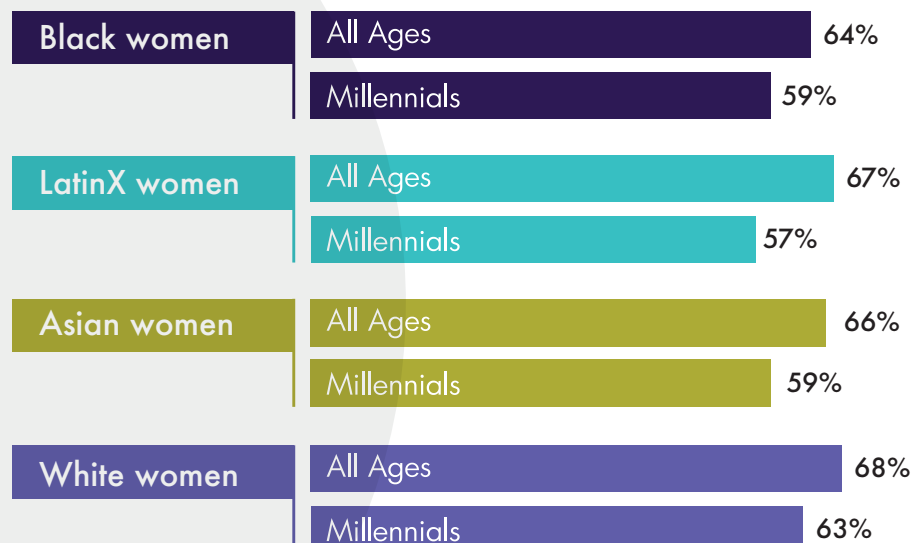 Black women All Ages 64%
Millennials 59%
LatinX women All Ages 67%
Millennials 57%
Asian women All Ages 66%
Millennials 59%
White women All Ages 68%
Millennials 63%